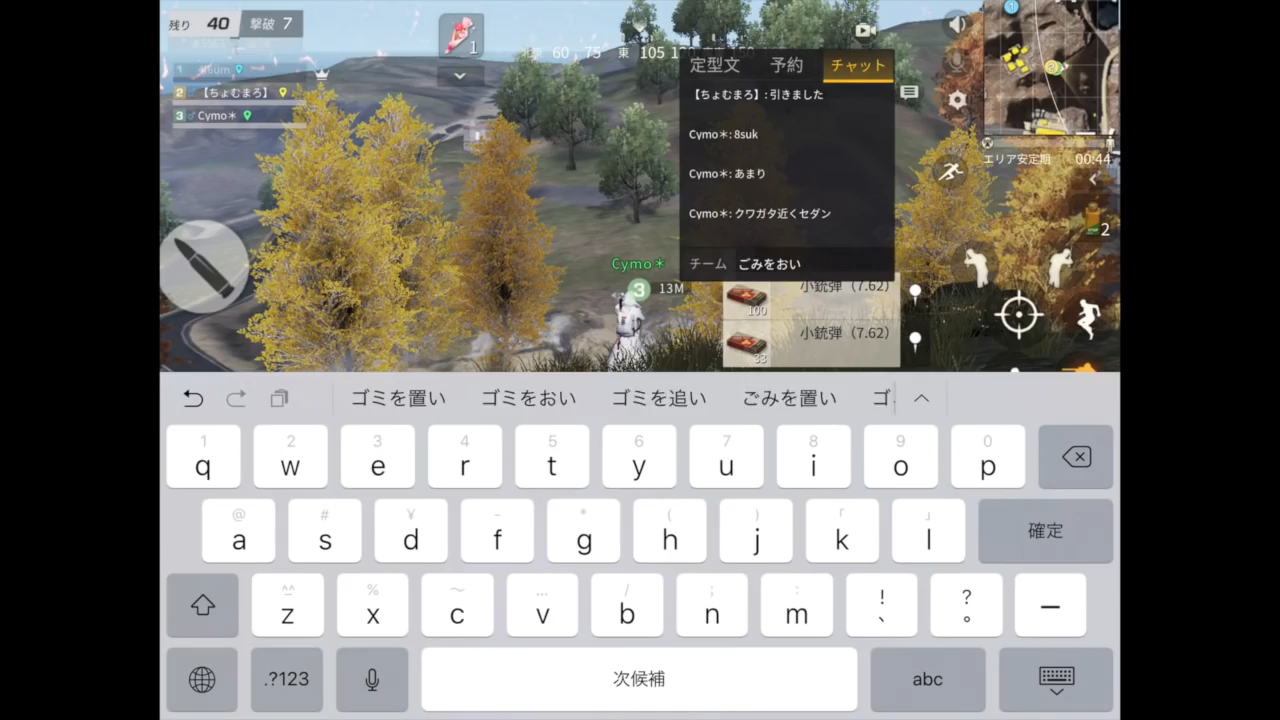 残り 40 撃破 7
1
60 75 東 105
1
2 【ちょむまろ】
3 Cymo＊
定型文 予約 チャット
【ちょむまろ】: 引きました
Cymo＊: 8suk
Cymo＊: あまり
Cymo＊: クワガタ近くセダン
チーム ごみをおい
エリア安定期 00:44
2
Cymo＊
3 13M
小銃弾（7.62）
100
小銃弾（7.62）
33
ゴミを置い ゴミをおい ゴミを追い ごみを置い ゴ
1 2 3 4 5 6 7 8 9 0
q w e r t y u i o p
@ # ¥ - * ( ) 「 」
a s d f g h j k l 確定
^^ % 〜 … / ; : ! ?
z x c v b n m 、 。 ー
.?123 次候補 abc